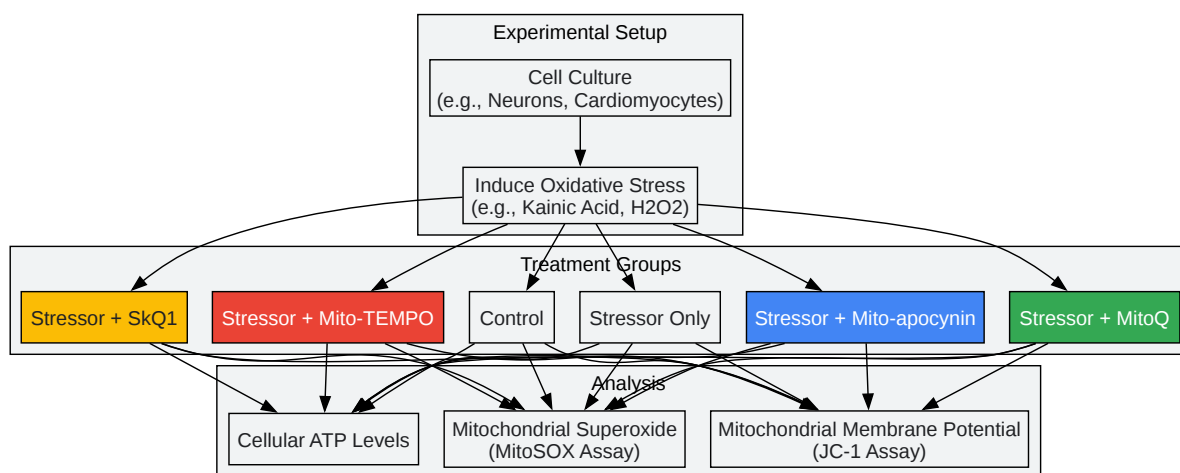 Experimental Setup
Cell Culture
(e.g., Neurons, Cardiomyocytes)
Induce Oxidative Stress
(e.g., Kainic Acid, H2O2)
Treatment Groups
Stressor + SkQ1
Stressor + Mito-TEMPO
Control
Stressor Only
Stressor + Mito-apocynin
Stressor + MitoQ
Analysis
Cellular ATP Levels
Mitochondrial Superoxide
(MitoSOX Assay)
Mitochondrial Membrane Potential
(JC-1 Assay)